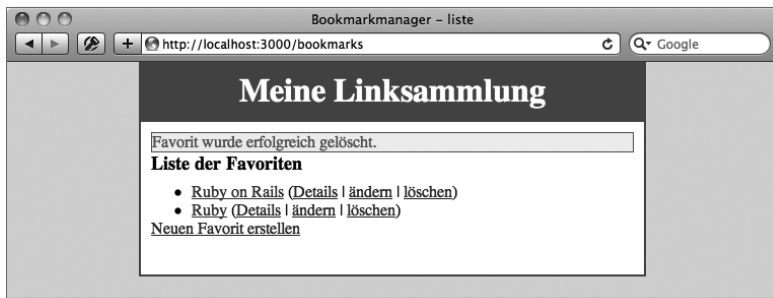 Bookmarkmanager – liste
http://localhost:3000/bookmarks
Google
Meine Linksammlung
Favorit wurde erfolgreich gelöscht.
Liste der Favoriten
• Ruby on Rails (Details | ändern | löschen)
• Ruby (Details | ändern | löschen)
Neuen Favorit erstellen